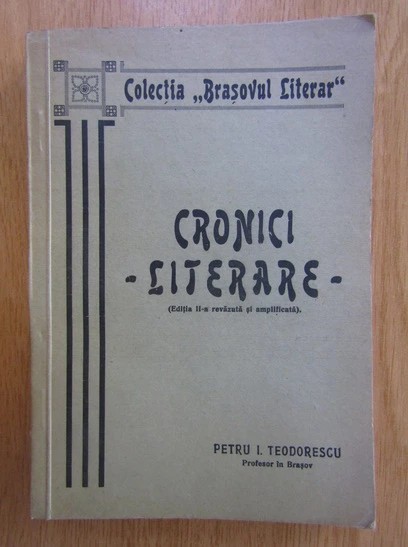 Colecția „Brașovul Literar“
CRONICI
- LITERARE -
(Ediția II-a revăzută și amplificată).
PETRU I. TEODORESCU
Profesor în Brașov